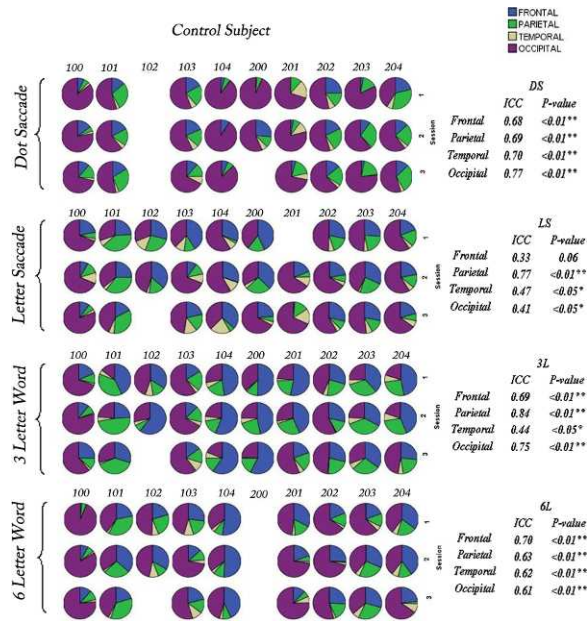 FRONTAL
PARIETAL
TEMPORAL
OCCIPITAL
Control Subject
100 101 102 103 104 200 201 202 203 204
Dot Saccade
1
2
3
Session
DS
ICC P-value
Frontal 0.68 <0.01**
Parietal 0.69 <0.01**
Temporal 0.70 <0.01**
Occipital 0.77 <0.01**
100 101 102 103 104 200 201 202 203 204
Letter Saccade
1
2
3
Session
LS
ICC P-value
Frontal 0.33 0.06
Parietal 0.77 <0.01**
Temporal 0.47 <0.05*
Occipital 0.41 <0.05*
100 101 102 103 104 200 201 202 203 204
3 Letter Word
1
2
3
Session
3L
ICC P-value
Frontal 0.69 <0.01**
Parietal 0.84 <0.01**
Temporal 0.44 <0.05*
Occipital 0.75 <0.01**
100 101 102 103 104 200 201 202 203 204
6 Letter Word
1
2
3
Session
6L
ICC P-value
Frontal 0.70 <0.01**
Parietal 0.63 <0.01**
Temporal 0.62 <0.01**
Occipital 0.61 <0.01**